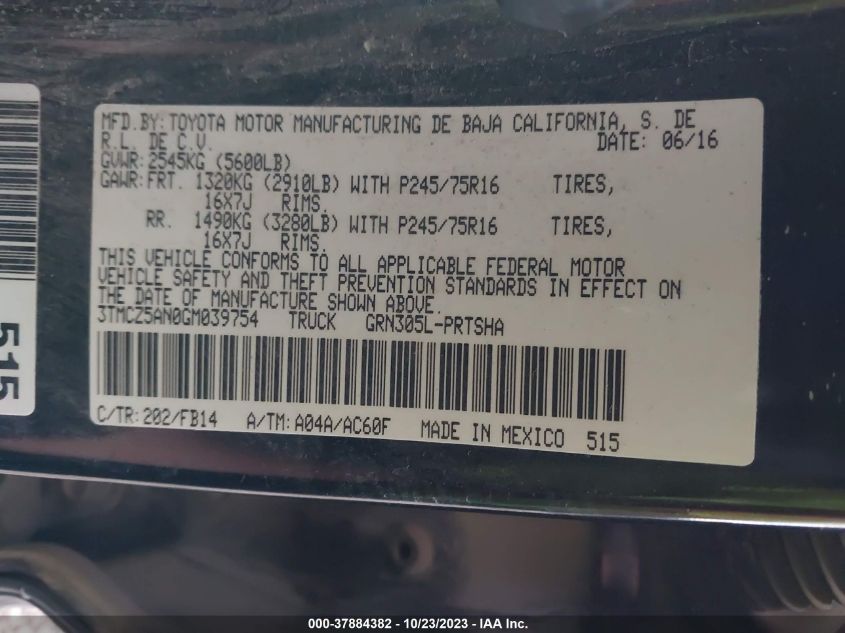 MFD.BY:TOYOTA MOTOR MANUFACTURING DE BAJA CALIFORNIA, S. DE
R.L. DE C.V. DATE: 06/16
GVWR:2545KG (5600LB)
GAWR:FRT. 1320KG (2910LB) WITH P245/75R16 TIRES,
16X7J RIMS.
RR. 1490KG (3280LB) WITH P245/75R16 TIRES,
16X7J RIMS.
THIS VEHICLE CONFORMS TO ALL APPLICABLE FEDERAL MOTOR
VEHICLE SAFETY AND THEFT PREVENTION STANDARDS IN EFFECT ON
THE DATE OF MANUFACTURE SHOWN ABOVE.
3TMCZ5AN0GM039754 TRUCK GRN305L-PRTSHA
C/TR:202/FB14 A/TM:A04A/AC60F MADE IN MEXICO 515
515
000-37884382 - 10/23/2023 - IAA Inc.